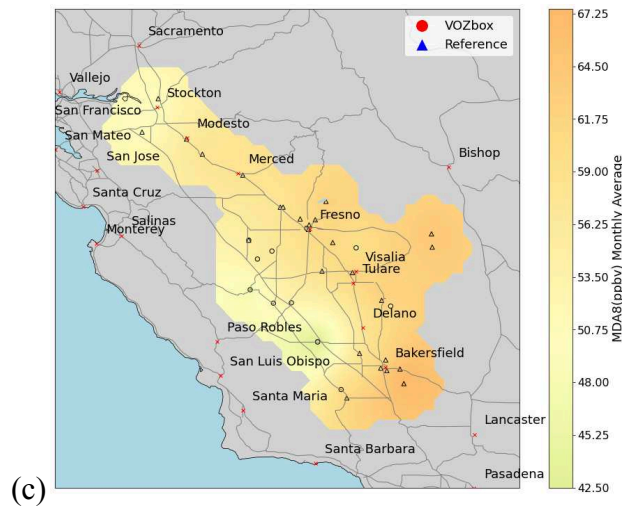 Sacramento
VOZbox
Reference
Vallejo
Stockton
San Francisco
Modesto
San Mateo
Merced
San Jose
Bishop
Santa Cruz
Fresno
Salinas
Monterey
Visalia
Tulare
Delano
Paso Robles
Bakersfield
San Luis Obispo
Santa Maria
Lancaster
Santa Barbara
Pasadena
67.25
64.50
61.75
59.00
56.25
53.50
50.75
48.00
45.25
42.50
MDA8(ppbv) Monthly Average
(c)